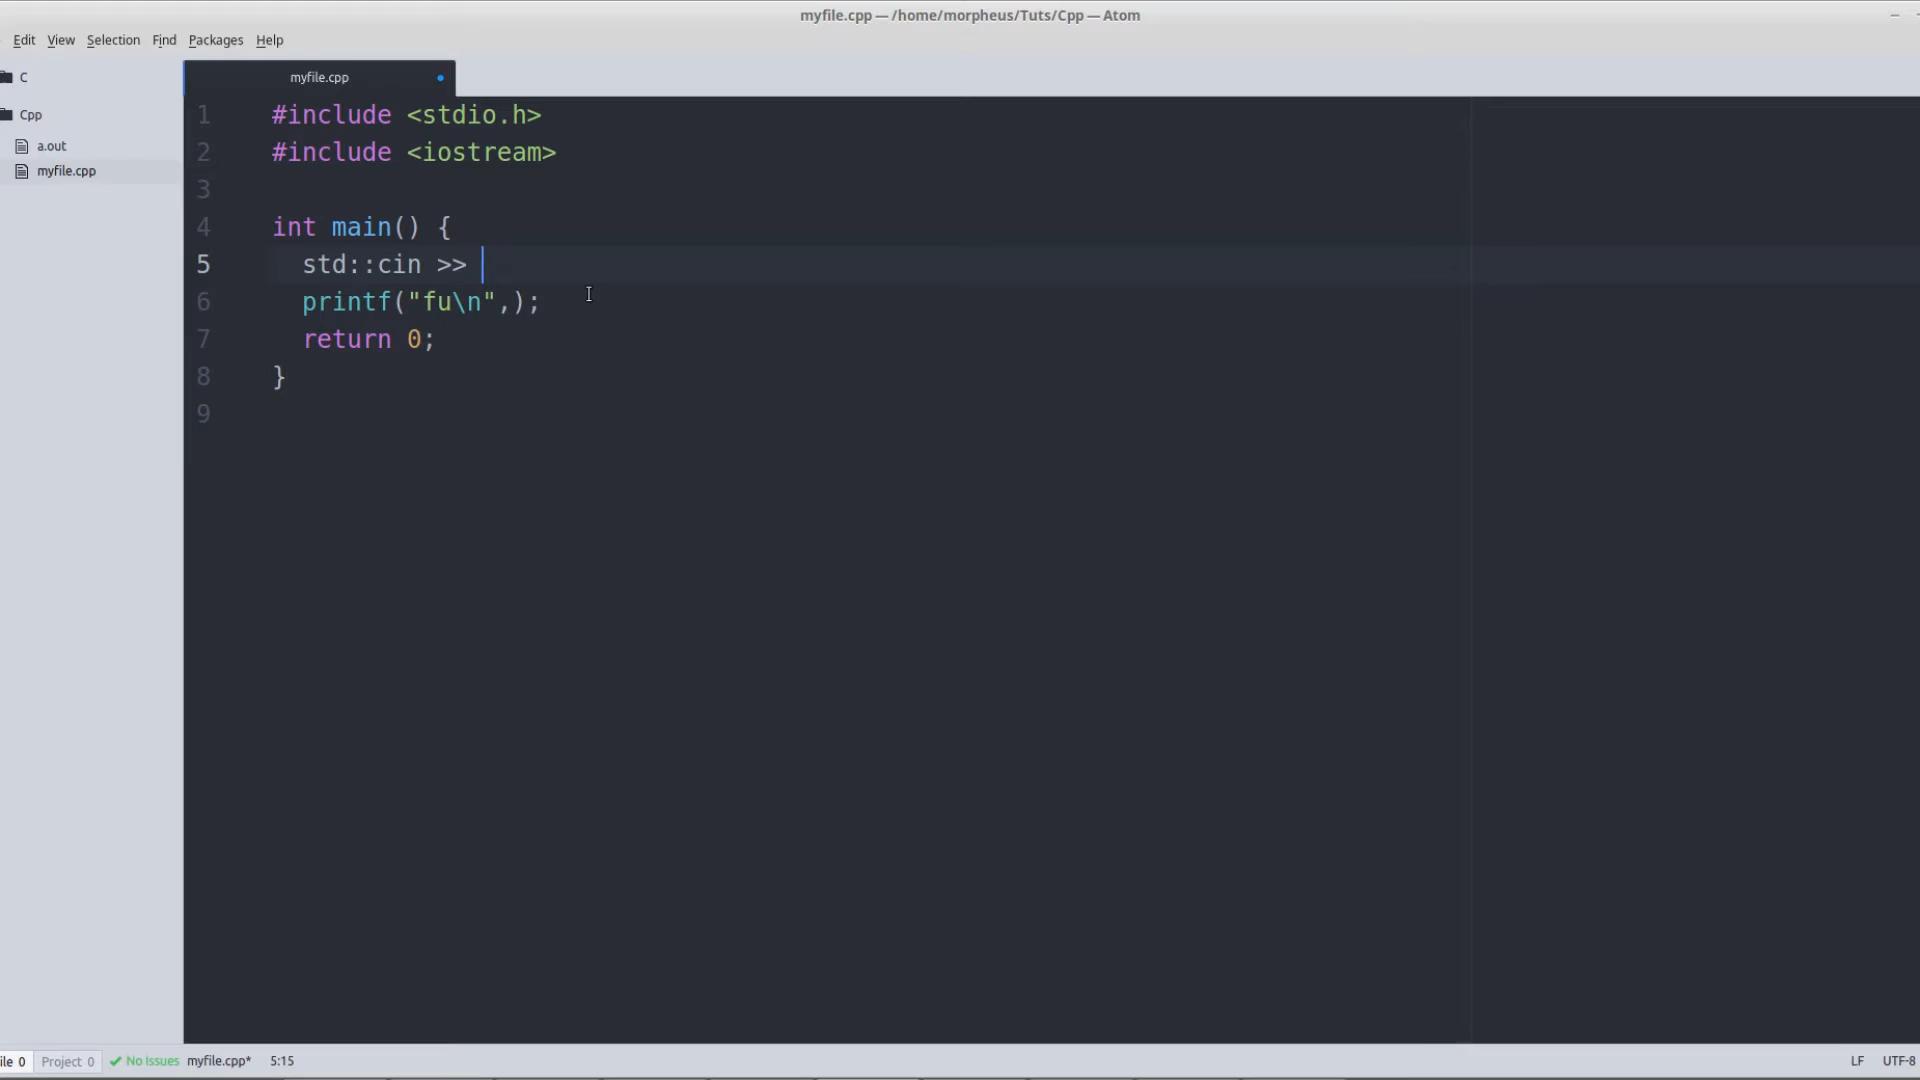 myfile.cpp — /home/morpheus/Tuts/Cpp — Atom
Edit View Selection Find Packages Help
C
Cpp
a.out
myfile.cpp
myfile.cpp
1 #include <stdio.h>
2 #include <iostream>
3
4 int main() {
5 std::cin >>
6 printf("fu\n",);
7 return 0;
8 }
9
ile 0 Project 0 No Issues myfile.cpp* 5:15 LF UTF-8